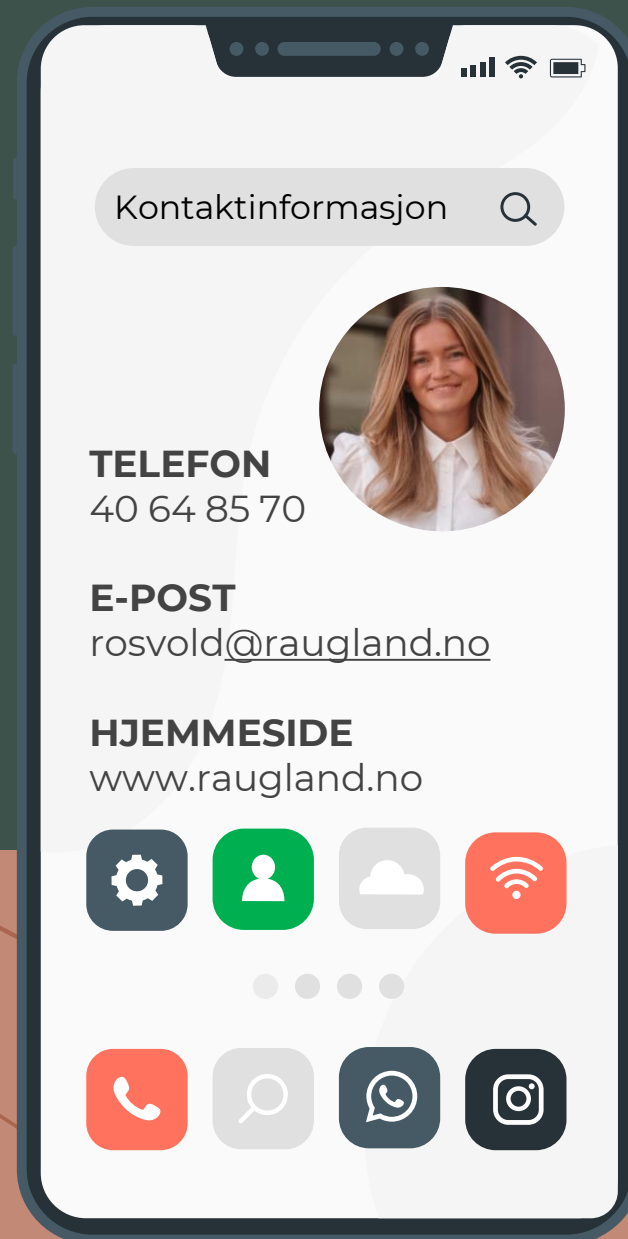 Kontaktinformasjon
TELEFON
40 64 85 70
E-POST
rosvold@raugland.no
HJEMMESIDE
www.raugland.no